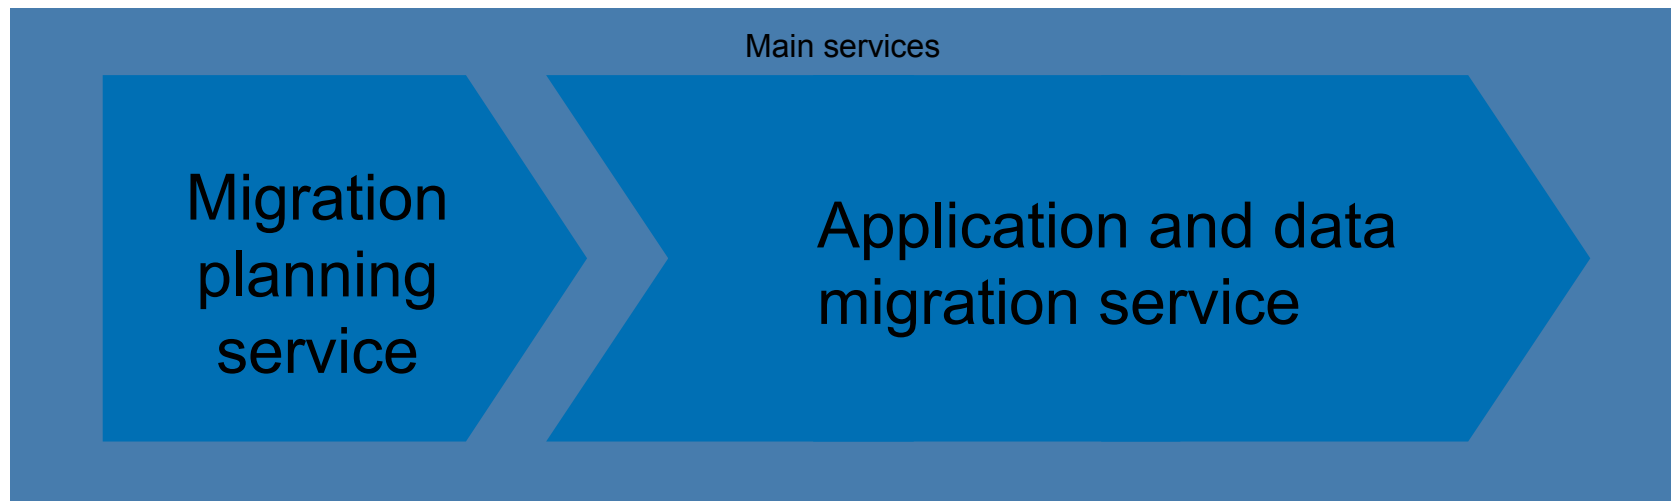 Main services
Migration
planning
service
Application and data
migration service